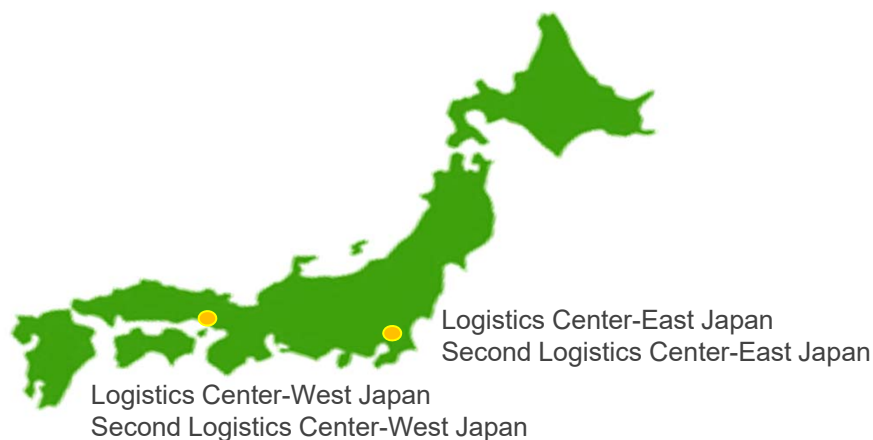 Logistics Center-East Japan
Second Logistics Center-East Japan
Logistics Center-West Japan
Second Logistics Center-West Japan